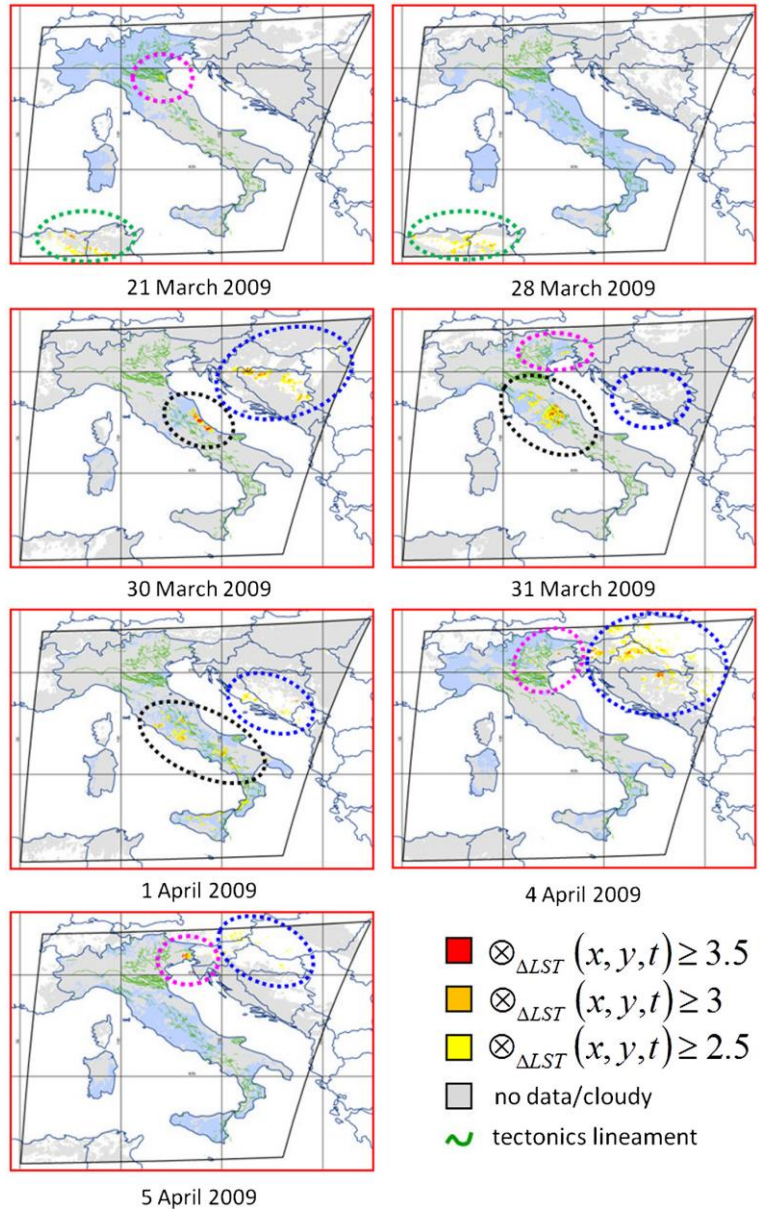 21 March 2009
28 March 2009
30 March 2009
31 March 2009
1 April 2009
4 April 2009
⊗ΔLST (x, y, t) ≥ 3.5
⊗ΔLST (x, y, t) ≥ 3
⊗ΔLST (x, y, t) ≥ 2.5
no data/cloudy
tectonics lineament
5 April 2009